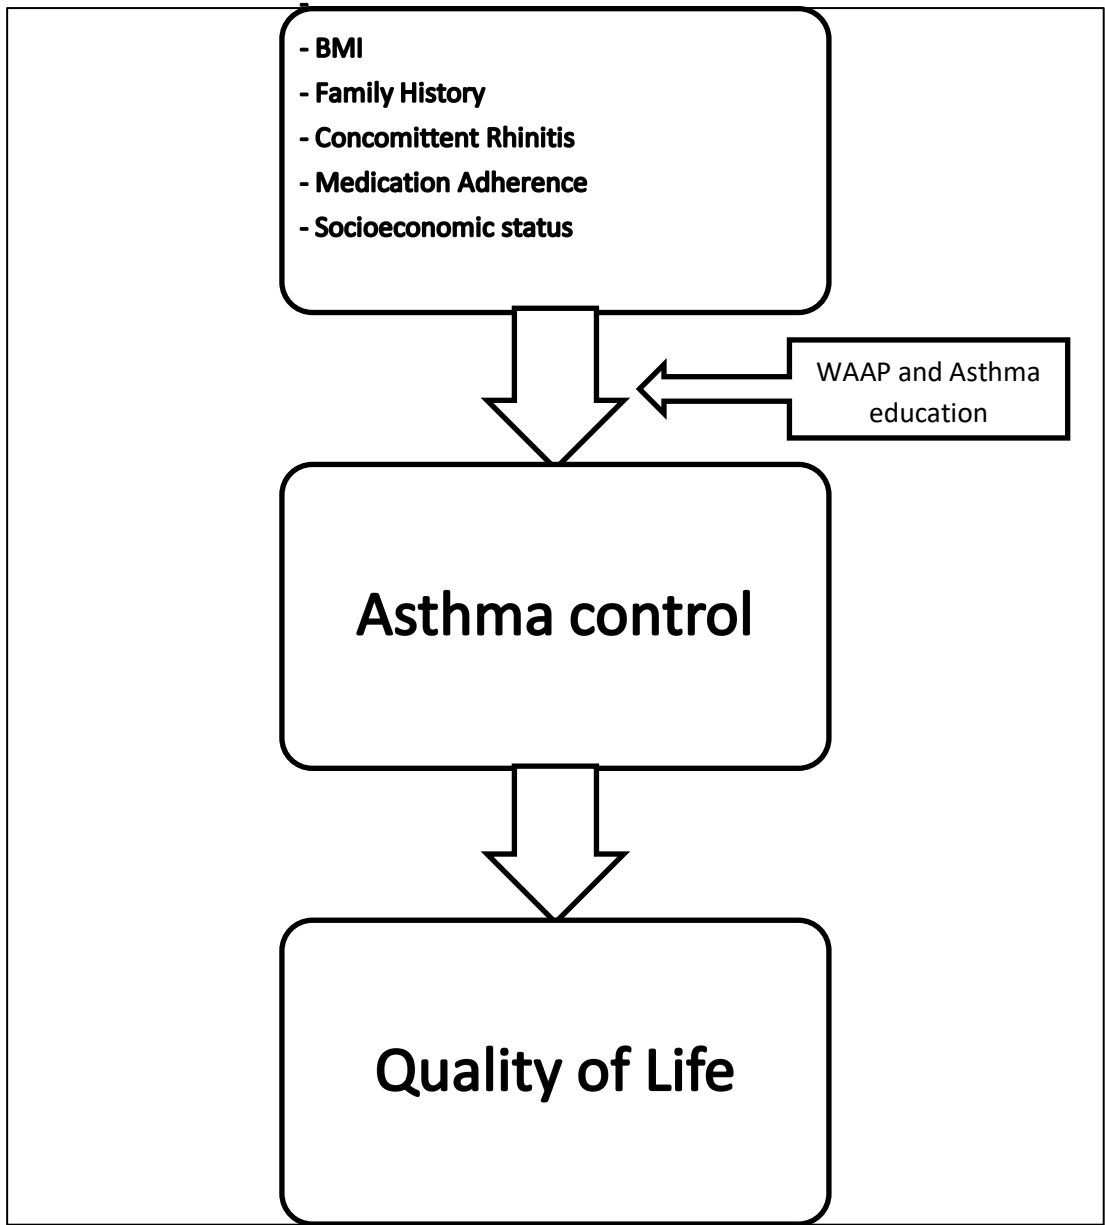 -
- BMI
- Family History
- Concomittent Rhinitis
- Medication Adherence
- Socioeconomic status
WAAP and Asthma
education
Asthma control
Quality of Life